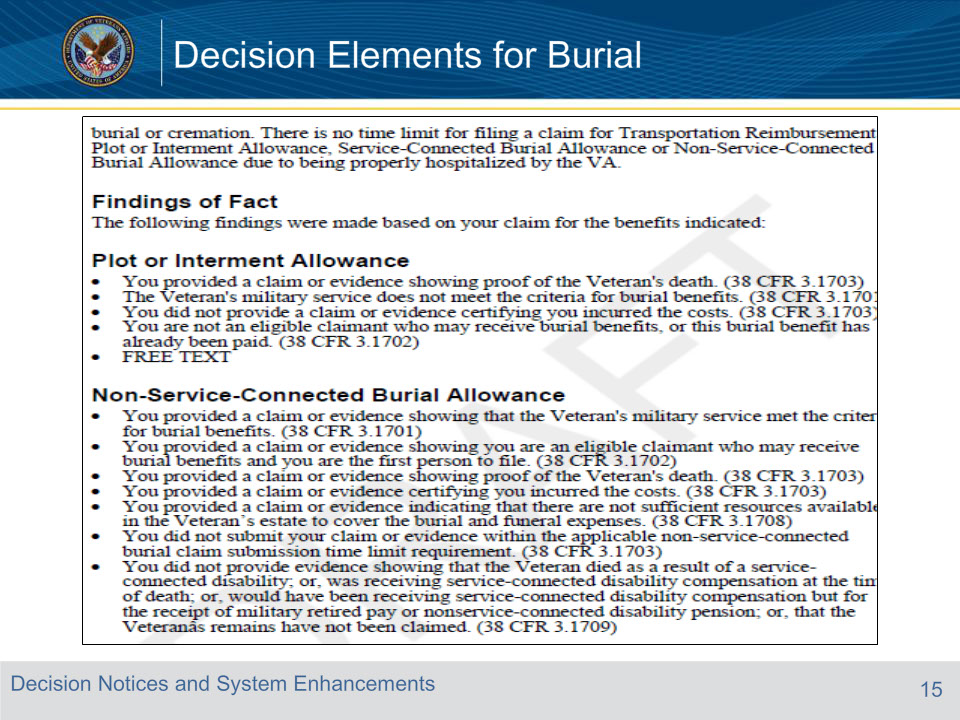 Decision Elements for Burial
burial or cremation. There is no time limit for filing a claim for Transportation Reimbursement
Plot or Interment Allowance, Service-Connected Burial Allowance or Non-Service-Connected
Burial Allowance due to being properly hospitalized by the VA.
Findings of Fact
The following findings were made based on your claim for the benefits indicated:
Plot or Interment Allowance
• You provided a claim or evidence showing proof of the Veteran's death. (38 CFR 3.1703)
• The Veteran's military service does not meet the criteria for burial benefits. (38 CFR 3.1701
• You did not provide a claim or evidence certifying you incurred the costs. (38 CFR 3.1703)
• You are not an eligible claimant who may receive burial benefits, or this burial benefit has
already been paid. (38 CFR 3.1702)
• FREE TEXT
Non-Service-Connected Burial Allowance
• You provided a claim or evidence showing that the Veteran's military service met the criter
for burial benefits. (38 CFR 3.1701)
• You provided a claim or evidence showing you are an eligible claimant who may receive
burial benefits and you are the first person to file. (38 CFR 3.1702)
• You provided a claim or evidence showing proof of the Veteran's death. (38 CFR 3.1703)
• You provided a claim or evidence certifying you incurred the costs. (38 CFR 3.1703)
• You provided a claim or evidence indicating that there are not sufficient resources available
in the Veteran`s estate to cover the burial and funeral expenses. (38 CFR 3.1708)
• You did not submit your claim or evidence within the applicable non-service-connected
burial claim submission time limit requirement. (38 CFR 3.1703)
• You did not provide evidence showing that the Veteran died as a result of a service-
connected disability; or, was receiving service-connected disability compensation at the tim
of death; or, would have been receiving service-connected disability compensation but for
the receipt of military retired pay or nonservice-connected disability pension; or, that the
Veteranâs remains have not been claimed. (38 CFR 3.1709)
Decision Notices and System Enhancements
15